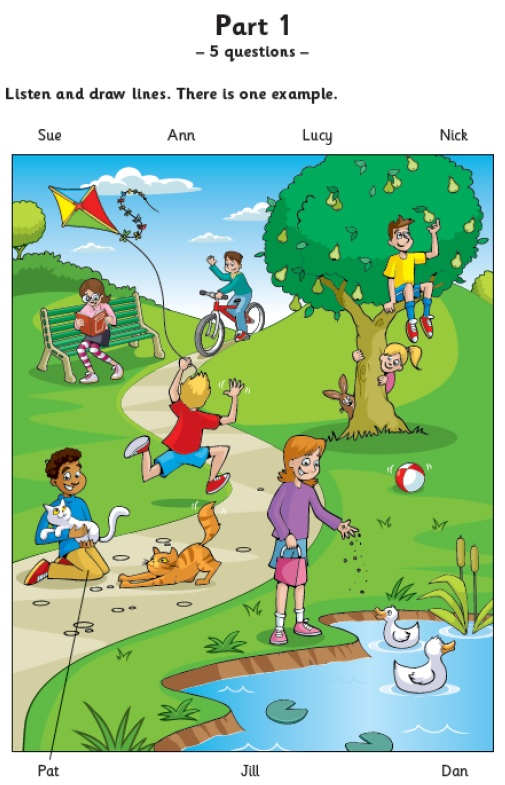 Part 1
– 5 questions –
Listen and draw lines. There is one example.
Sue Ann Lucy Nick
Pat Jill Dan